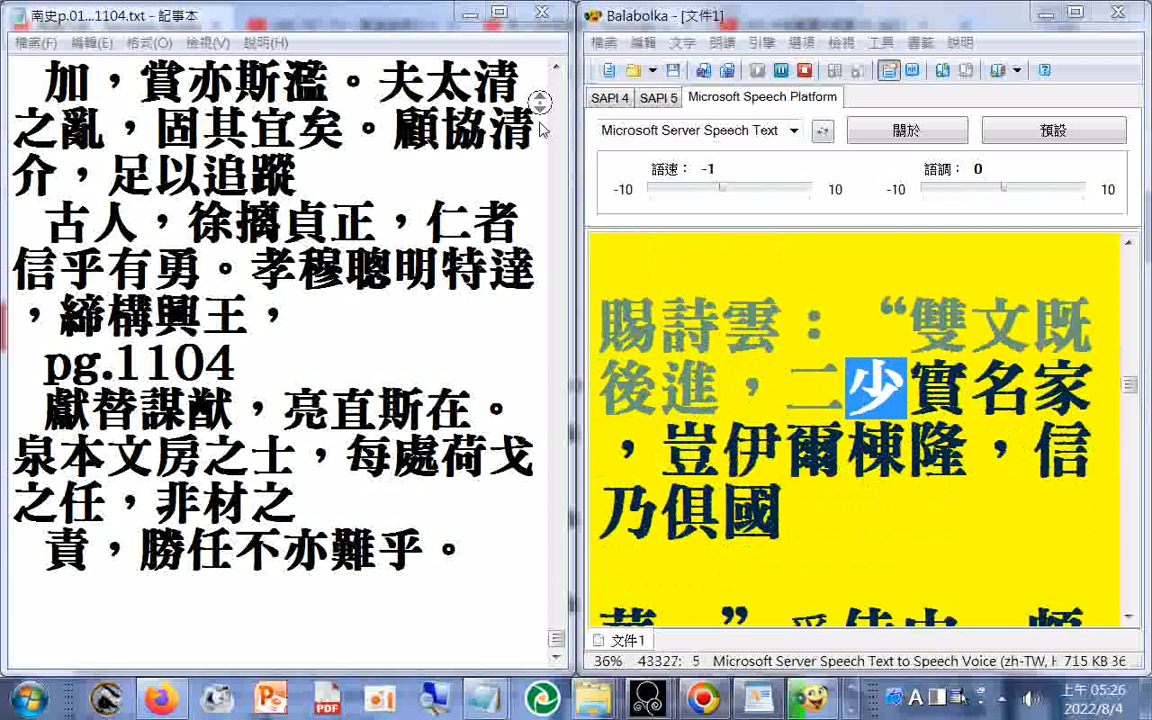 南史p.01...1104.txt - 記事本
檔案(F) 編輯(E) 格式(O) 檢視(V) 說明(H)
加，賞亦斯濫。夫太清
之亂，固其宜矣。顧協清
介，足以追蹤
古人，徐摛貞正，仁者
信乎有勇。孝穆聰明特達
，締構興王，
pg.1104
獻替謀猷，亮直斯在。
泉本文房之士，每處荷戈
之任，非材之
責，勝任不亦難乎。
Balabolka - [文件1]
檔案 編輯 文字 朗讀 引擎 選項 檢視 工具 書籤 說明
SAPI 4 SAPI 5 Microsoft Speech Platform
Microsoft Server Speech Text 關於 預設
語速： -1 語調： 0
-10 10 -10 10
賜詩雲：“雙文既
後進，二少實名家
，豈伊爾棟隆，信
乃俱國
文件1
36% 43327: 5 Microsoft Server Speech Text to Speech Voice (zh-TW, H 715 KB 36
PDF A 上午 05:26
2022/8/4